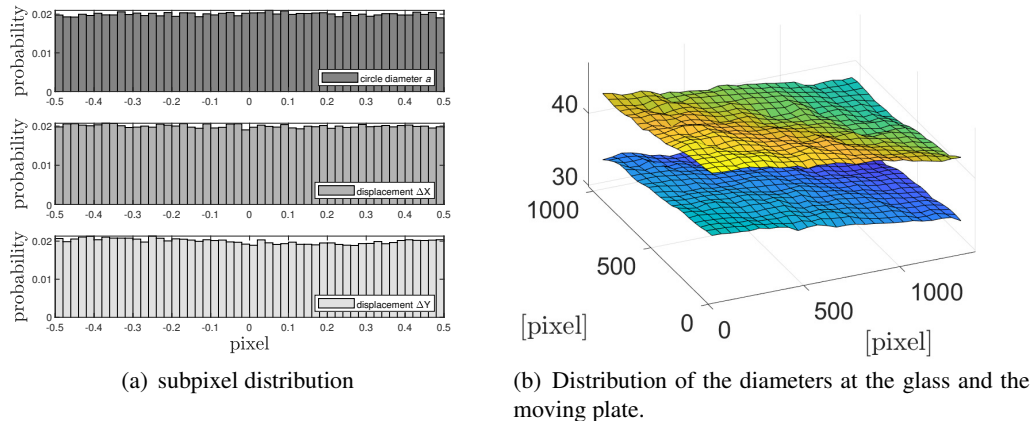 probability
0.02
0.01
0
circle diameter a
-0.5 -0.4 -0.3 -0.2 -0.1 0 0.1 0.2 0.3 0.4 0.5
probability
0.02
0.01
0
displacement ΔX
-0.5 -0.4 -0.3 -0.2 -0.1 0 0.1 0.2 0.3 0.4 0.5
probability
0.02
0.01
0
displacement ΔY
-0.5 -0.4 -0.3 -0.2 -0.1 0 0.1 0.2 0.3 0.4 0.5
pixel
(a) subpixel distribution
40
30
1000
500
0
[pixel]
0
500
1000
[pixel]
(b) Distribution of the diameters at the glass and the
moving plate.